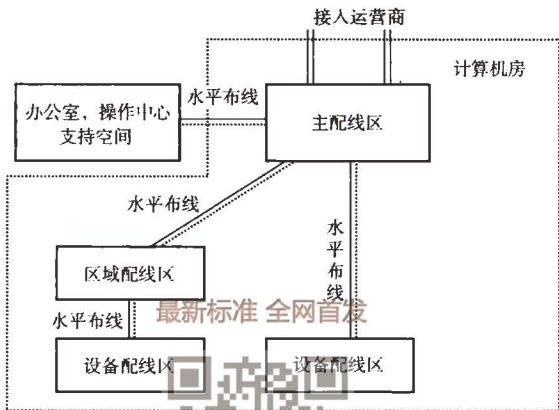 接入运营商
计算机房
办公室，操作中心
支持空间
水平布线
主配线区
水平布线
水平布线
区域配线区
最新标准 全网首发
水平布线
设备配线区
设备配线区